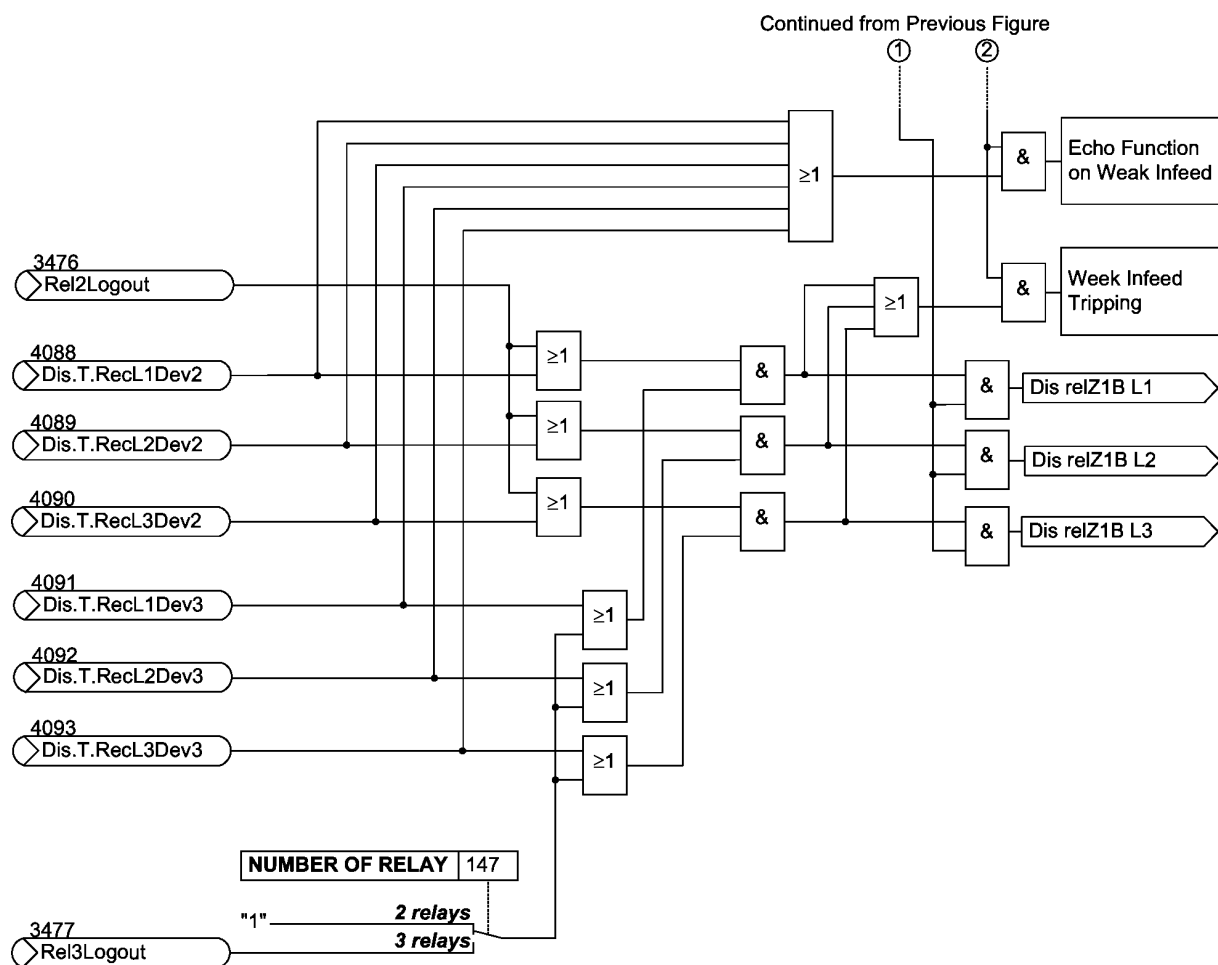 Continued from Previous Figure
1 2
≥1
&
Echo Function
on Weak Infeed
3476
Rel2Logout
≥1
&
Week Infeed
Tripping
4088
Dis.T.RecL1Dev2
≥1
&
&
Dis relZ1B L1
4089
Dis.T.RecL2Dev2
≥1
&
&
Dis relZ1B L2
4090
Dis.T.RecL3Dev2
≥1
&
&
Dis relZ1B L3
4091
Dis.T.RecL1Dev3
≥1
4092
Dis.T.RecL2Dev3
≥1
4093
Dis.T.RecL3Dev3
≥1
NUMBER OF RELAY 147
"1"
2 relays
3 relays
3477
Rel3Logout